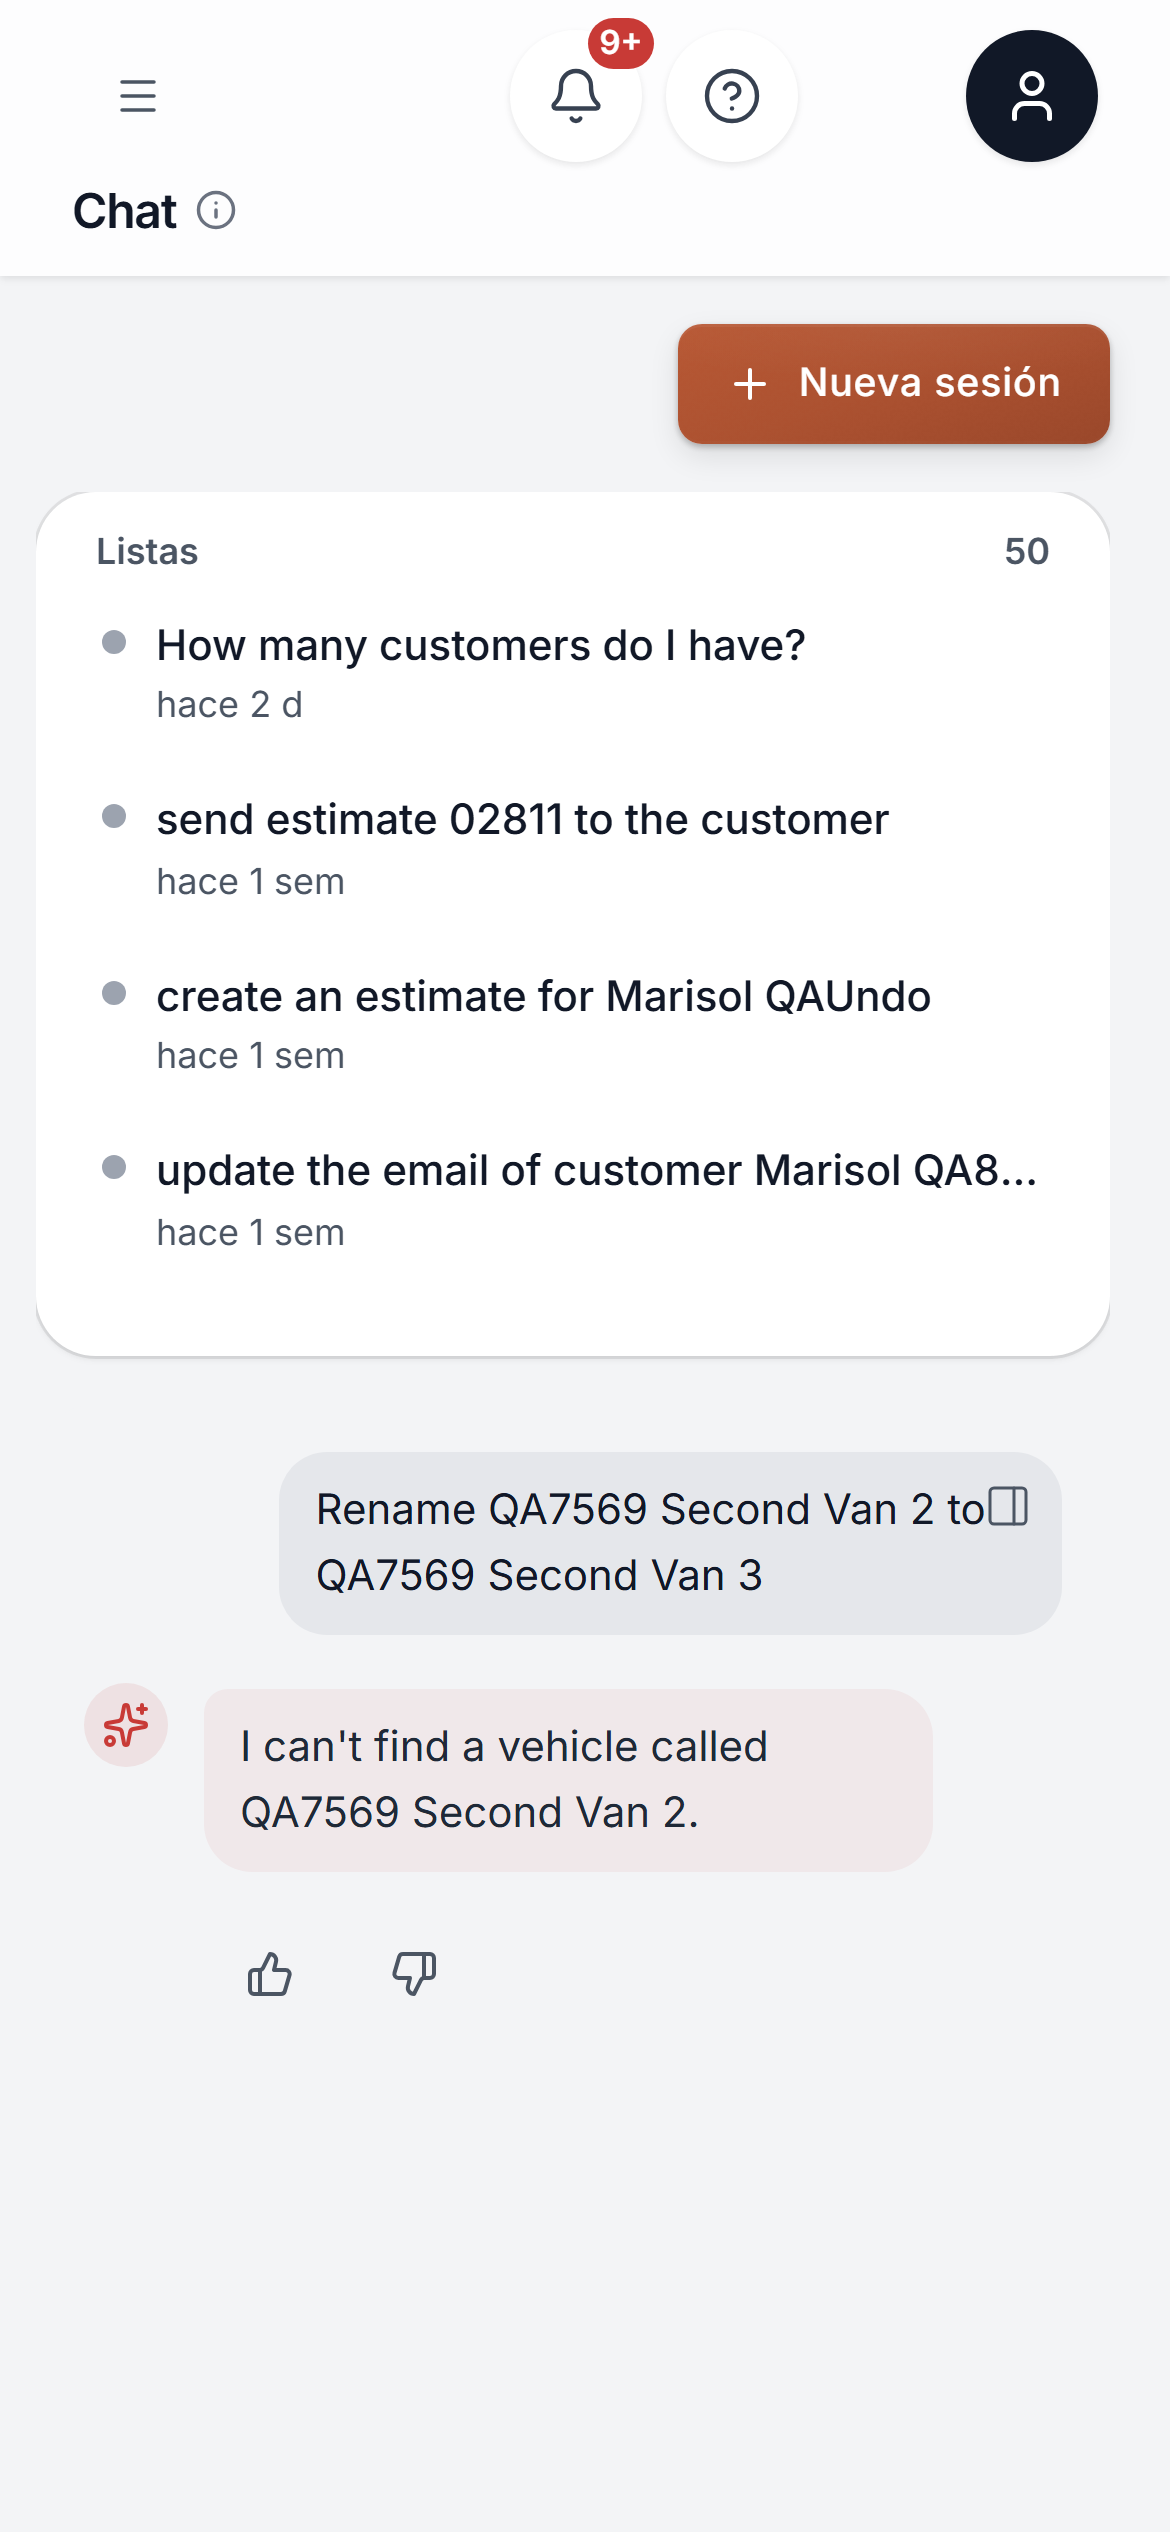 9+
Chat
Nueva sesión
Listas 50
How many customers do I have?
hace 2 d
send estimate 02811 to the customer
hace 1 sem
create an estimate for Marisol QAUndo
hace 1 sem
update the email of customer Marisol QA8...
hace 1 sem
Rename QA7569 Second Van 2 to
QA7569 Second Van 3
I can't find a vehicle called
QA7569 Second Van 2.